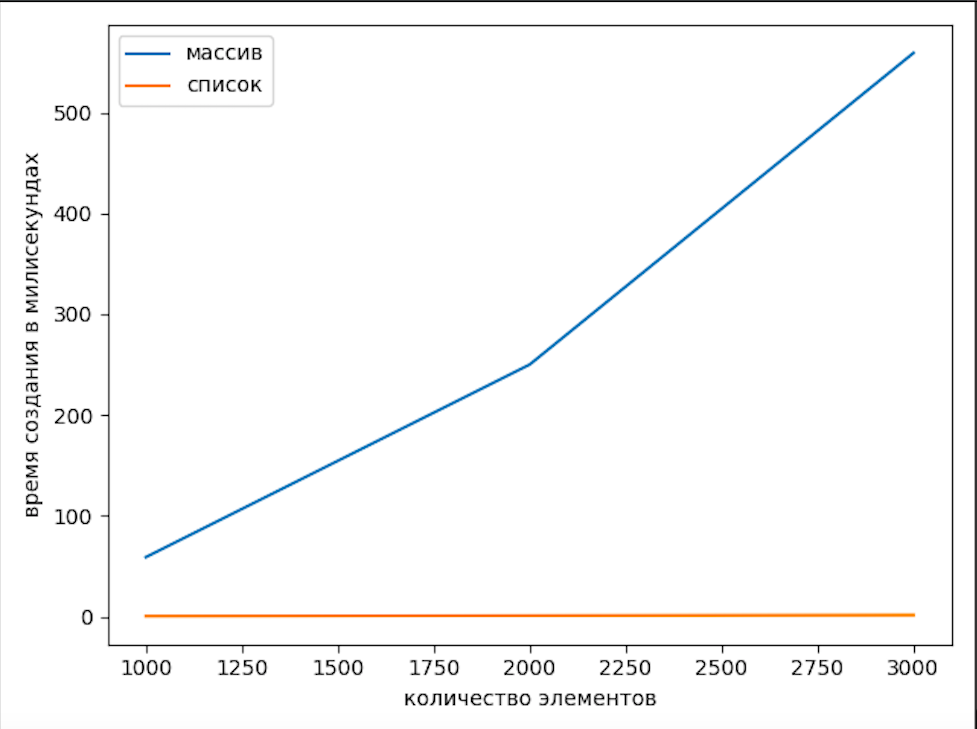 массив
список
500
400
300
200
100
0
время создания в милисекундах
1000 1250 1500 1750 2000 2250 2500 2750 3000
количество элементов